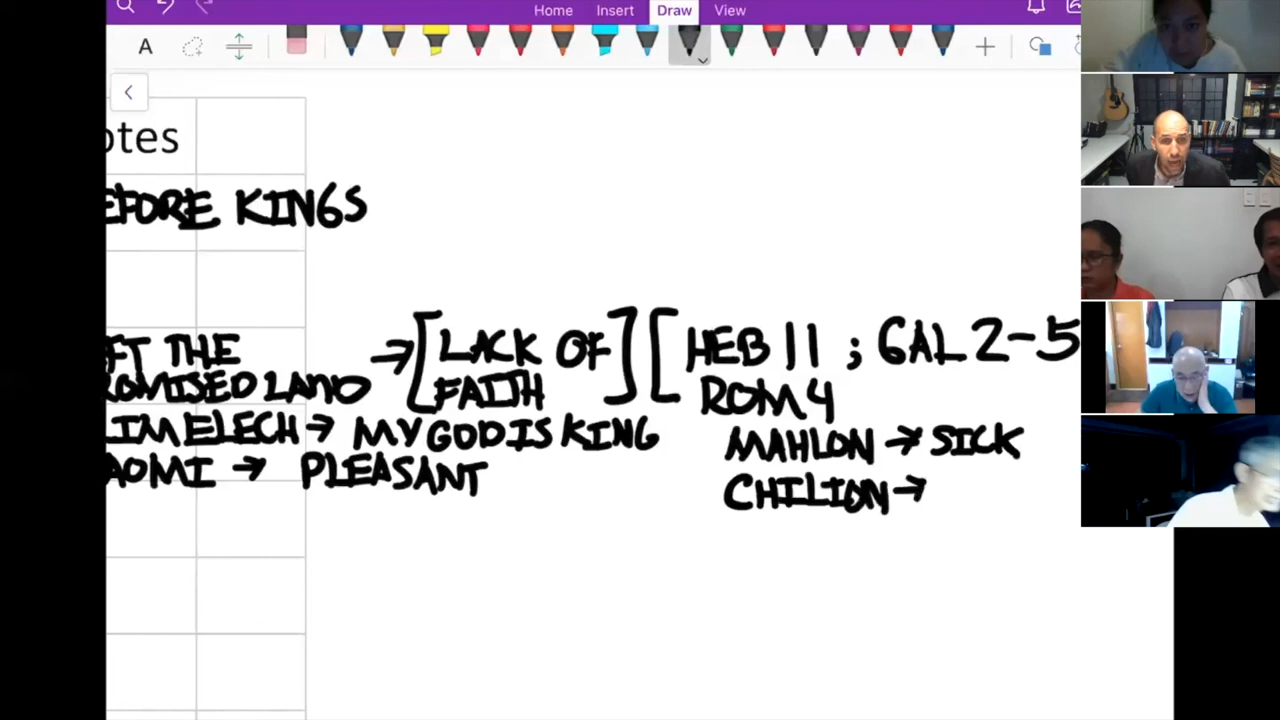 Home Insert Draw View
A
otes
EFORE KINGS
FT THE
ROMISED LAND
→ [LACK OF
FAITH]
[HEB 11 ; GAL 2-5
ROM 4
LIMELECH → MY GOD IS KING
AOMI → PLEASANT
MAHLON → SICK
CHILION →